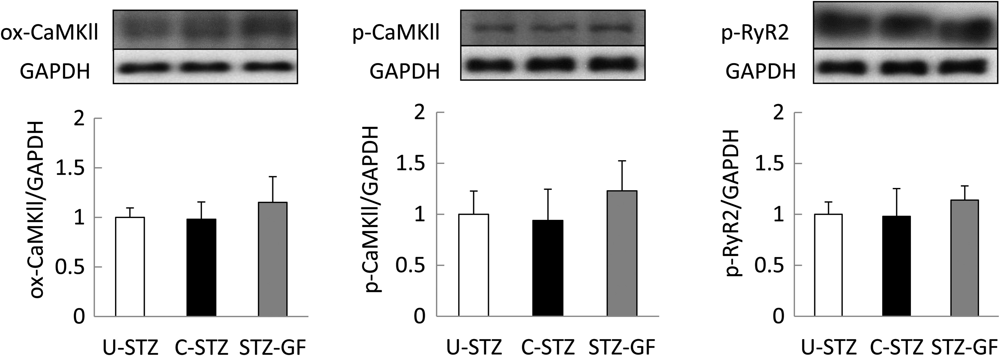 ox-CaMKll
GAPDH
p-CaMKll
GAPDH
p-RyR2
GAPDH
ox-CaMKII/GAPDH
2
1.5
1
0.5
0
U-STZ C-STZ STZ-GF
p-CaMKII/GAPDH
2
1.5
1
0.5
0
U-STZ C-STZ STZ-GF
p-RyR2/GAPDH
2
1.5
1
0.5
0
U-STZ C-STZ STZ-GF